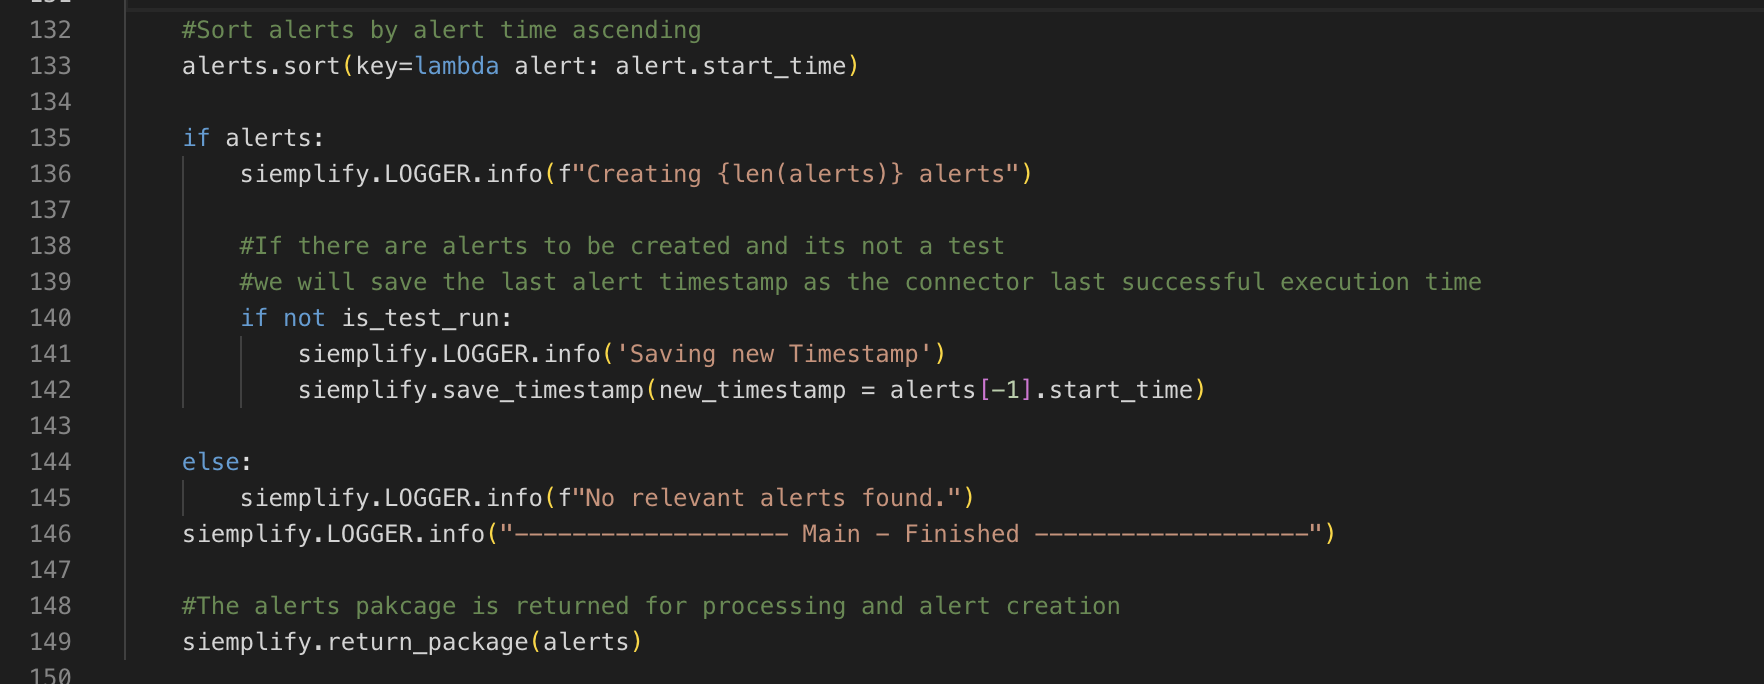 132 #Sort alerts by alert time ascending
133 alerts.sort(key=lambda alert: alert.start_time)
134
135 if alerts:
136 siemplify.LOGGER.info(f"Creating {len(alerts)} alerts")
137
138 #If there are alerts to be created and its not a test
139 #we will save the last alert timestamp as the connector last successful execution time
140 if not is_test_run:
141 siemplify.LOGGER.info('Saving new Timestamp')
142 siemplify.save_timestamp(new_timestamp = alerts[-1].start_time)
143
144 else:
145 siemplify.LOGGER.info(f"No relevant alerts found.")
146 siemplify.LOGGER.info("------------------- Main - Finished -------------------")
147
148 #The alerts pakcage is returned for processing and alert creation
149 siemplify.return_package(alerts)
150